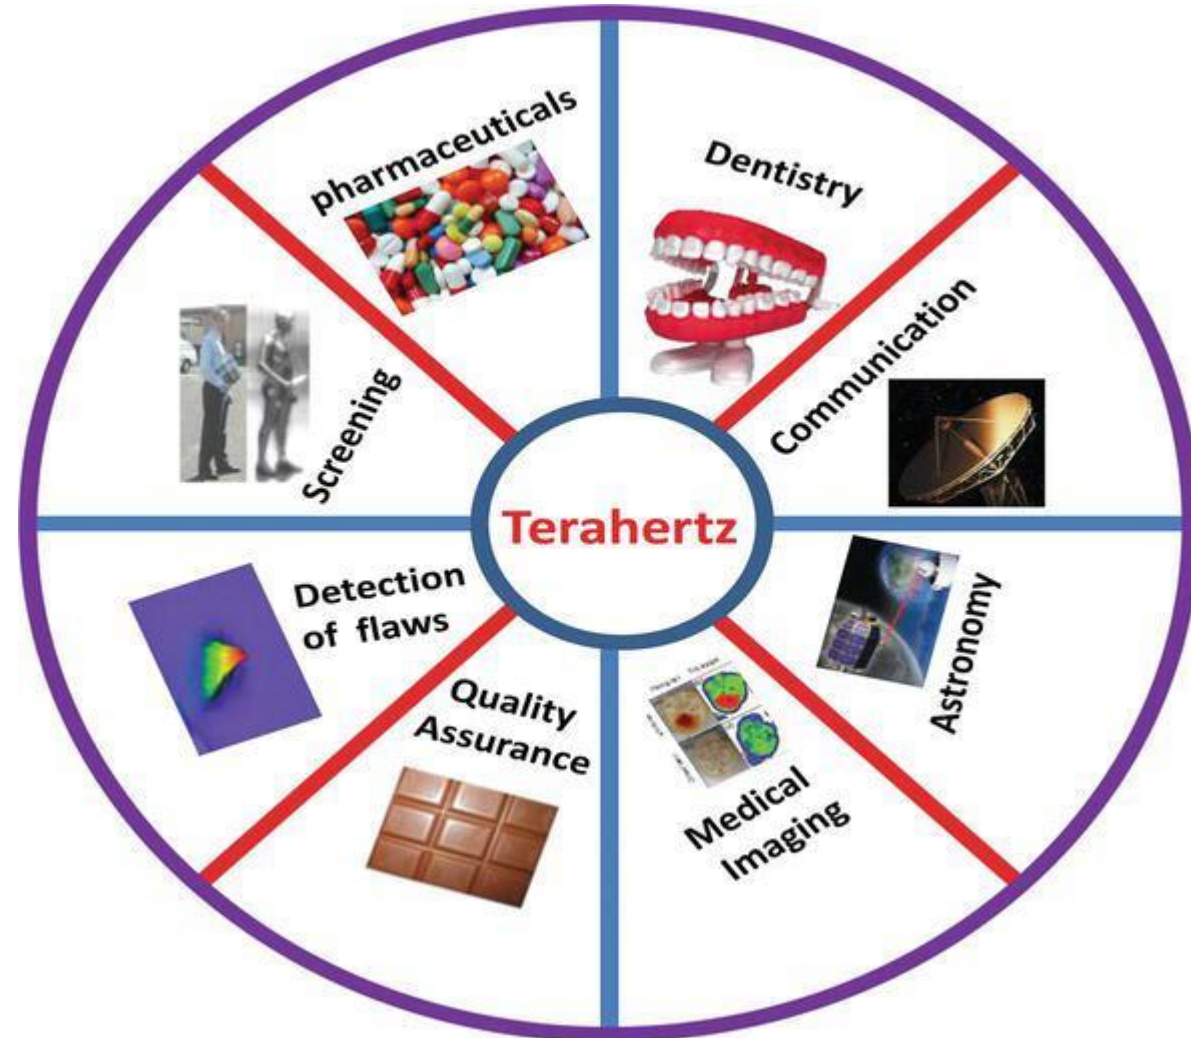 pharmaceuticals
Dentistry
Communication
Screening
Terahertz
Astronomy
Detection
of flaws
Quality
Assurance
Medical
Imaging